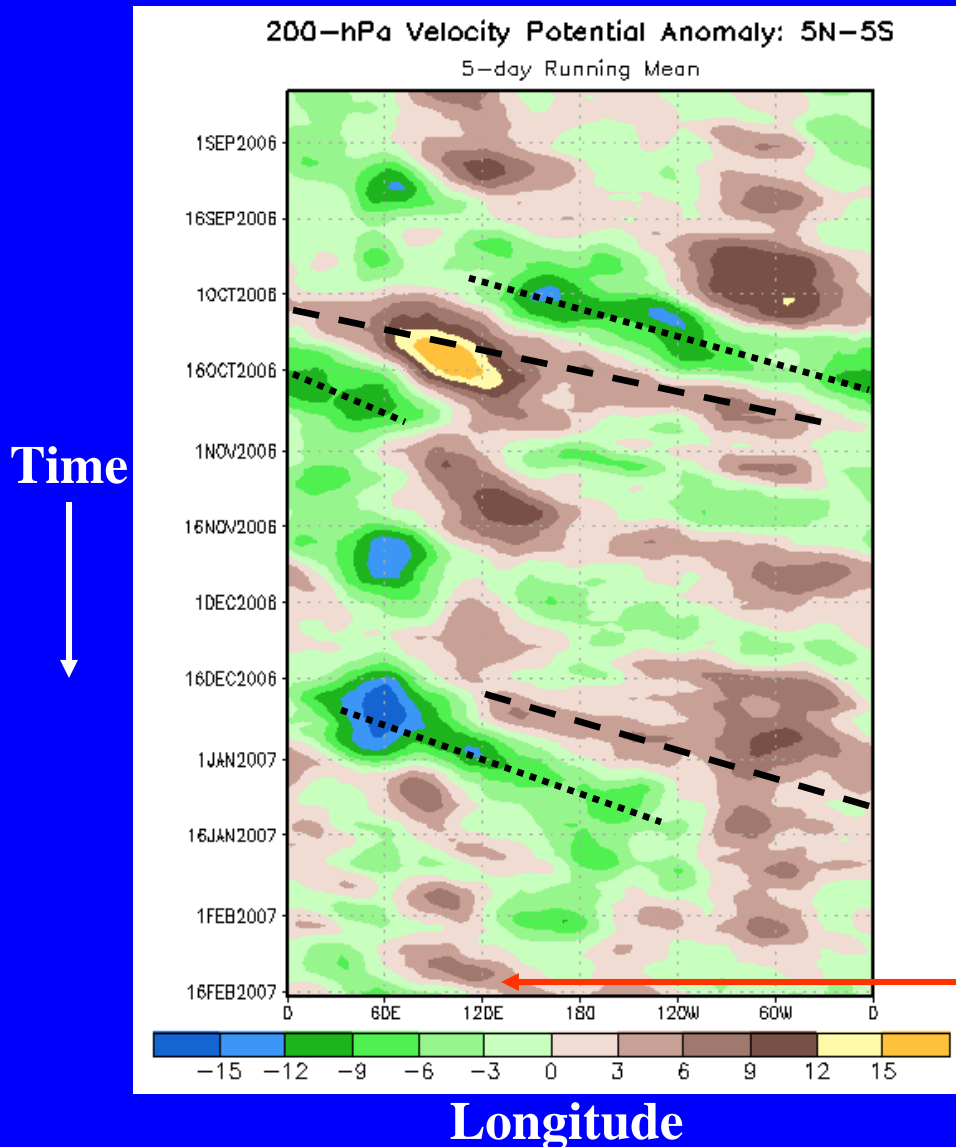 200-hPa Velocity Potential Anomaly: 5N-5S
5-day Running Mean
1SEP2006
16SEP2006
1OCT2006
16OCT2006
Time
1NOV2006
16NOV2006
1DEC2006
16DEC2006
1JAN2007
16JAN2007
1FEB2007
16FEB2007
0 60E 120E 180 120W 60W 0
-15 -12 -9 -6 -3 0 3 6 9 12 15
Longitude